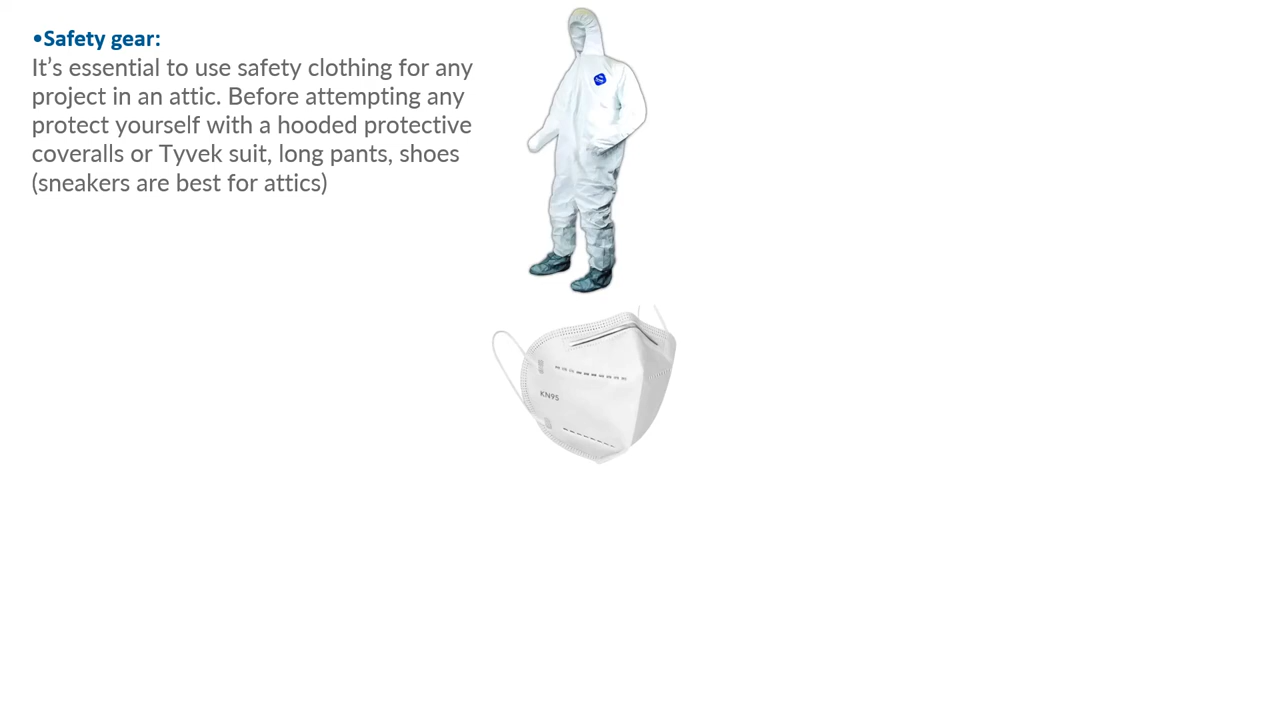 •Safety gear:
It’s essential to use safety clothing for any
project in an attic. Before attempting any
protect yourself with a hooded protective
coveralls or Tyvek suit, long pants, shoes
(sneakers are best for attics)
KN95